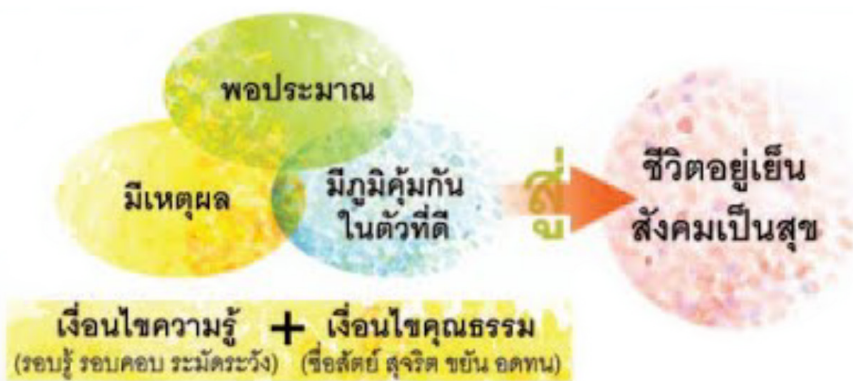 พอประมาณ
มีเหตุผล
มีภูมิคุ้มกัน
ในตัวที่ดี
สู่
ชีวิตอยู่เย็น
สังคมเป็นสุข
เงื่อนไขความรู้ + เงื่อนไขคุณธรรม
(รอบรู้ รอบคอบ ระมัดระวัง) (ซื่อสัตย์ สุจริต ขยัน อดทน)